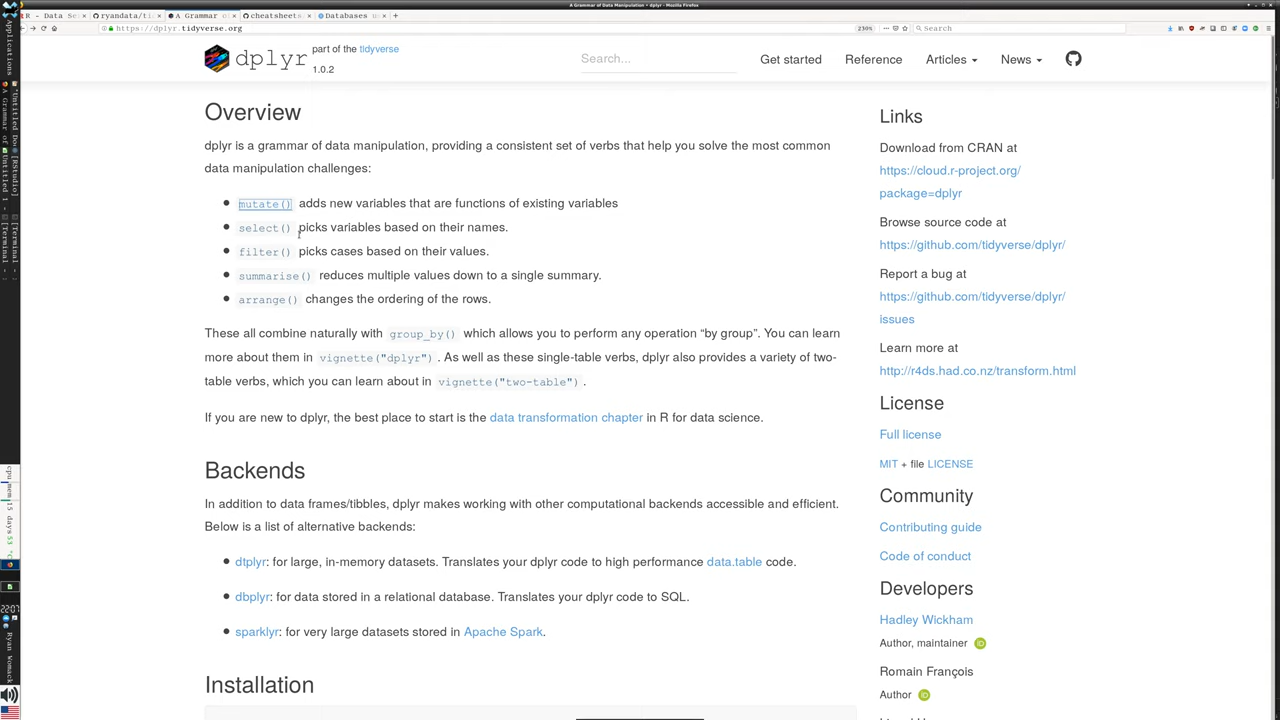 A Grammar of Data Manipulation • dplyr - Mozilla Firefox
R - Data Se
ryandata/ti
A Grammar o
cheatsheets
Databases u
https://dplyr.tidyverse.org
230%
Search
Applications
dplyr
part of the tidyverse
1.0.2
Search...
Get started
Reference
Articles
News
Overview
dplyr is a grammar of data manipulation, providing a consistent set of verbs that help you solve the most common
data manipulation challenges:
mutate() adds new variables that are functions of existing variables
select() picks variables based on their names.
filter() picks cases based on their values.
summarise() reduces multiple values down to a single summary.
arrange() changes the ordering of the rows.
These all combine naturally with group_by() which allows you to perform any operation “by group”. You can learn
more about them in vignette("dplyr"). As well as these single-table verbs, dplyr also provides a variety of two-
table verbs, which you can learn about in vignette("two-table").
If you are new to dplyr, the best place to start is the data transformation chapter in R for data science.
Backends
In addition to data frames/tibbles, dplyr makes working with other computational backends accessible and efficient.
Below is a list of alternative backends:
dtplyr: for large, in-memory datasets. Translates your dplyr code to high performance data.table code.
dbplyr: for data stored in a relational database. Translates your dplyr code to SQL.
sparklyr: for very large datasets stored in Apache Spark.
Installation
Links
Download from CRAN at
https://cloud.r-project.org/
package=dplyr
Browse source code at
https://github.com/tidyverse/dplyr/
Report a bug at
https://github.com/tidyverse/dplyr/
issues
Learn more at
http://r4ds.had.co.nz/transform.html
License
Full license
MIT + file LICENSE
Community
Contributing guide
Code of conduct
Developers
Hadley Wickham
Author, maintainer
Romain François
Author
Ryan Womack